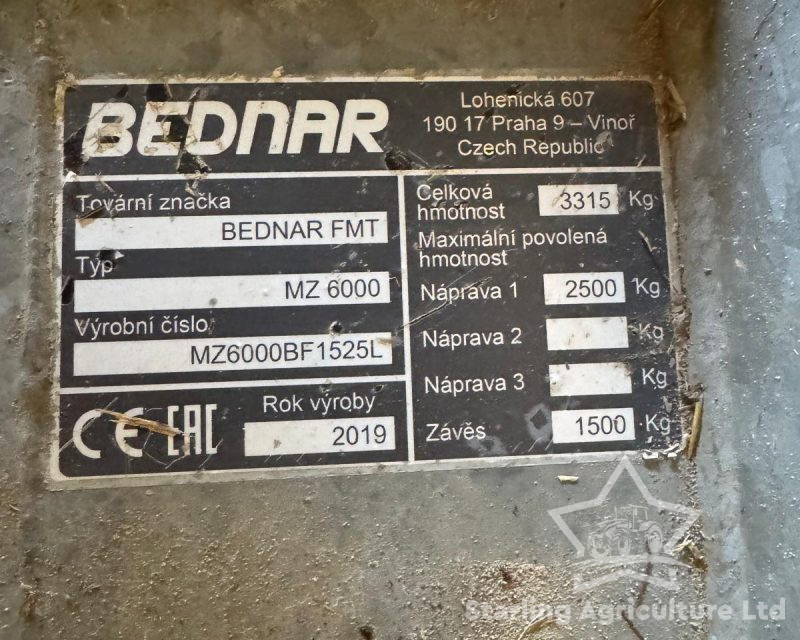 BEDNAR
Lohenická 607
190 17 Praha 9 – Vinoř
Czech Republic
Tovární značka
BEDNAR FMT
Typ
MZ 6000
Výrobní číslo
MZ6000BF1525L
CE EAC
Rok výroby
2019
Celková
hmotnost 3315 Kg
Maximální povolená
hmotnost
Náprava 1 2500 Kg
Náprava 2 Kg
Náprava 3 Kg
Závěs 1500 Kg
Starling Agriculture Ltd